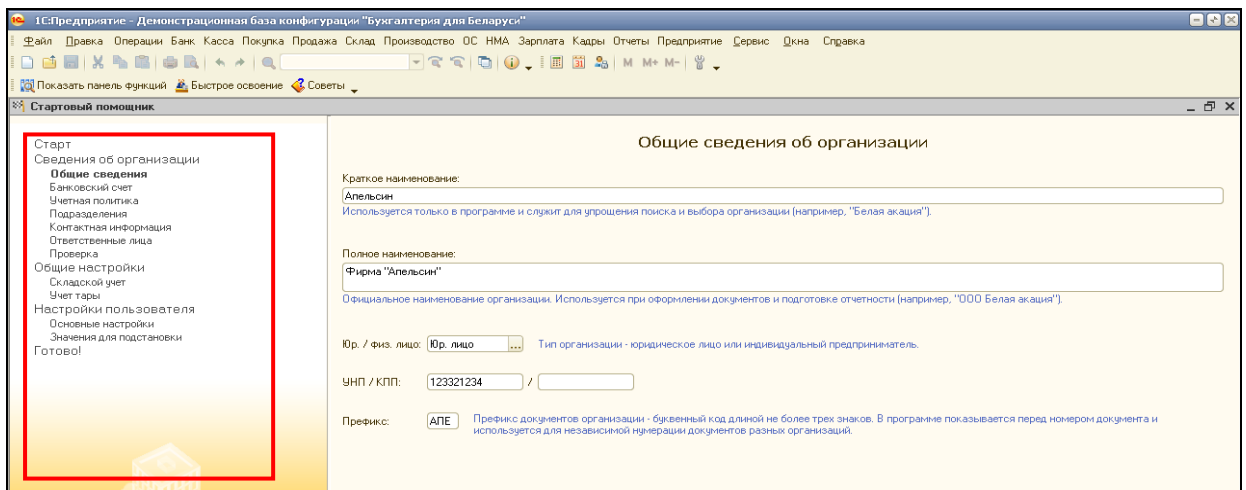 1С:Предприятие - Демонстрационная база конфигурации "Бухгалтерия для Беларуси"
Файл Правка Операции Банк Касса Покупка Продажа Склад Производство ОС НМА Зарплата Кадры Отчеты Предприятие Сервис Окна Справка
M M+ M-
Показать панель функций Быстрое освоение Советы
Стартовый помощник
Старт
Сведения об организации
Общие сведения
Банковский счет
Учетная политика
Подразделения
Контактная информация
Ответственные лица
Проверка
Общие настройки
Складской учет
Учет тары
Настройки пользователя
Основные настройки
Значения для подстановки
Готово!
Общие сведения об организации
Краткое наименование:
Апельсин
Используется только в программе и служит для упрощения поиска и выбора организации (например, "Белая акация").
Полное наименование:
Фирма "Апельсин"
Официальное наименование организации. Используется при оформлении документов и подготовке отчетности (например, "ООО Белая акация").
Юр. / физ. лицо: Юр. лицо ... Тип организации - юридическое лицо или индивидуальный предприниматель.
УНП / КПП: 123321234 /
Префикс: АПЕ Префикс документов организации - буквенный код длиной не более трех знаков. В программе показывается перед номером документа и
используется для независимой нумерации документов разных организаций.